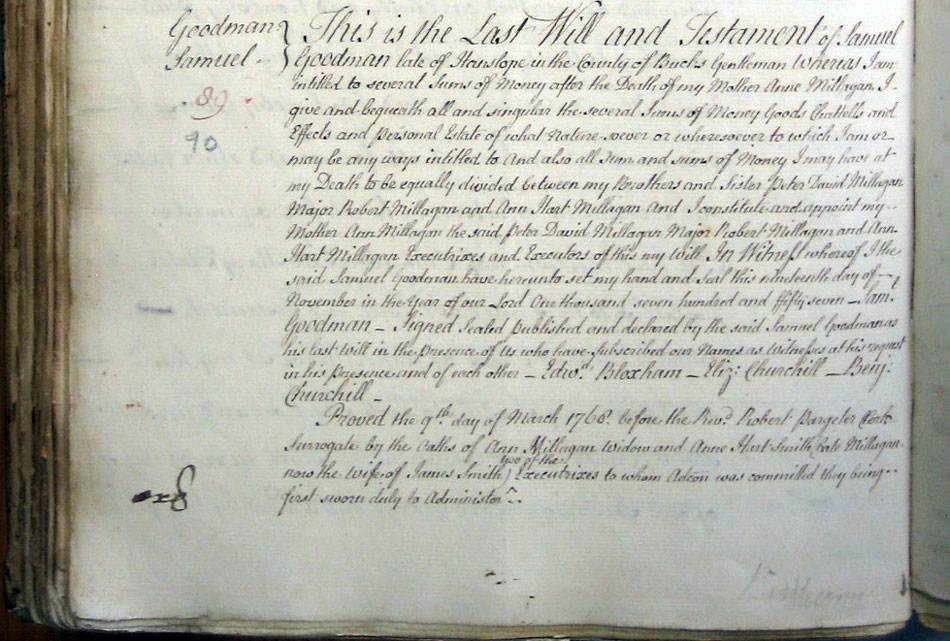 Goodman
Samuel
89
90
This is the Last Will and Testament of Samuel
Goodman late of Hanslope in the County of Bucks Gentleman Whereas I am
intitled to several Sums of Money after the Death of my Mother Anne Millagan I
give and bequeath all and singular the several Sums of Money Goods Chattells and
Effects and Personal Estate of what Nature soever or wheresoever to which I am or
may be any ways intitled to And also all sum and sums of Money I may have at
my Death to be equally divided between my Brothers and Sister Peter David Millagan
Major Robert Millagan and Ann Hart Millagan And I constitute and appoint my
Mother Ann Millagan the said Peter David Millagan Major Robert Millagan and Ann
Hart Millagan Executrixes and Executors of this my Will In Witness whereof I the
said Samuel Goodman have hereunto set my hand and seal this nineteenth day of
November in the Year of our Lord One thousand seven hundred and fifty seven – Sam.
Goodman – Signed Sealed published and declared by the said Samuel Goodman as
his last Will in the Presence of Us who have Subscribed our Names as Witnesses at his request
in his Presence and of each other – Edwd. Bloxham – Eliz: Churchill – Benj:
Churchill –
Proved the 9th. day of March 1768. before the Revd. Robert Pargeter Clerk
Surrogate by the Oaths of Ann Millagan Widow and Anne Hart Smith (late Millagan
two of the
now the Wife of James Smith) Executrixes to whom Adcon was committed they being
first sworn duly to Administer